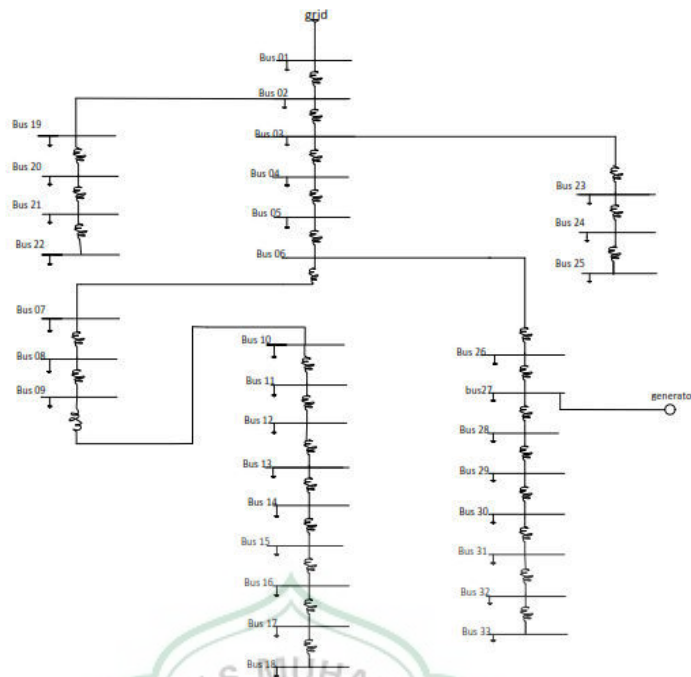 grid
Bus 01
Bus 02
Bus 03
Bus 04
Bus 05
Bus 06
Bus 19
Bus 20
Bus 21
Bus 22
Bus 23
Bus 24
Bus 25
Bus 07
Bus 08
Bus 09
Bus 10
Bus 11
Bus 12
Bus 13
Bus 14
Bus 15
Bus 16
Bus 17
Bus 18
Bus 26
bus27
generato
Bus 28
Bus 29
Bus 30
Bus 31
Bus 32
Bus 33